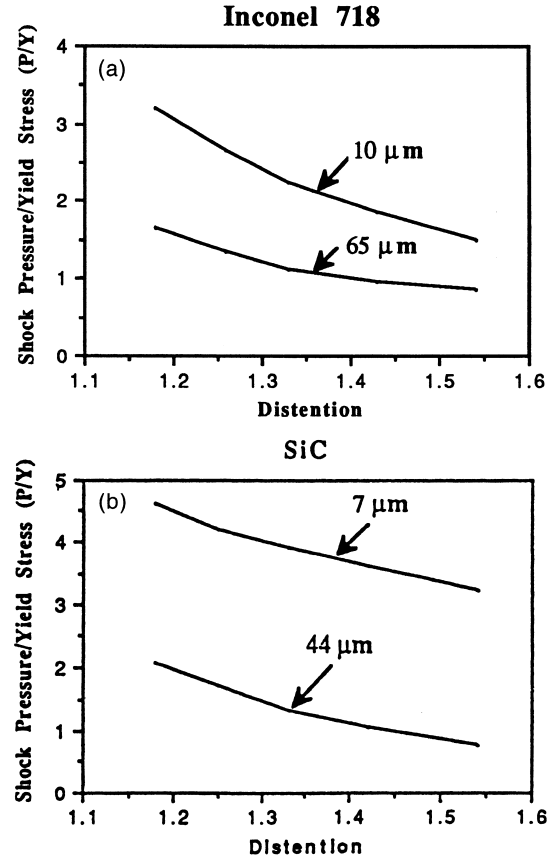 Inconel 718
(a)
Shock Pressure/Yield Stress (P/Y)
4
3
2
1
0
10 μm
65 μm
1.1 1.2 1.3 1.4 1.5 1.6
Distention
SiC
(b)
Shock Pressure/Yield Stress (P/Y)
5
4
3
2
1
0
7 μm
44 μm
1.1 1.2 1.3 1.4 1.5 1.6
Distention